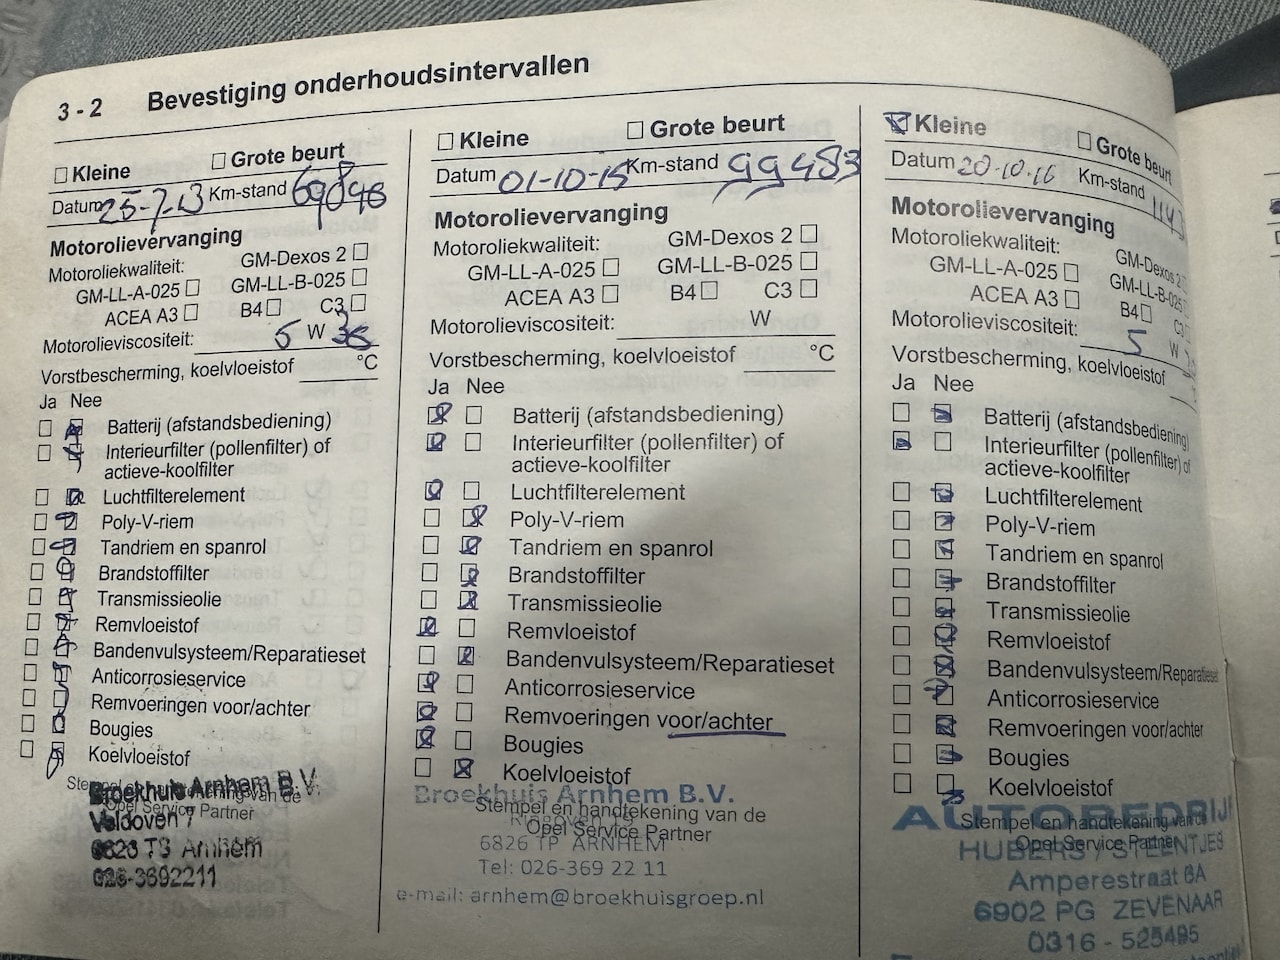 3 - 2 Bevestiging onderhoudsintervallen
Kleine Grote beurt
Datum 25-7-13 Km-stand 69896
Motorolievervanging
Motoroliekwaliteit: GM-Dexos 2
GM-LL-A-025 GM-LL-B-025
ACEA A3 B4 C3
Motorolieviscositeit: 5 W
Vorstbescherming, koelvloeistof °C
Ja Nee
Batterij (afstandsbediening)
Interieurfilter (pollenfilter) of
actieve-koolfilter
Luchtfilterelement
Poly-V-riem
Tandriem en spanrol
Brandstoffilter
Transmissieolie
Remvloeistof
Bandenvulsysteem/Reparatieset
Anticorrosieservice
Remvoeringen voor/achter
Bougies
Koelvloeistof
Stempel en handtekening van de
Opel Service Partner
Broekhuis Arnhem B.V.
Arnhem
026-3692211
Kleine Grote beurt
Datum 01-10-15 Km-stand 99483
Motorolievervanging
Motoroliekwaliteit: GM-Dexos 2
GM-LL-A-025 GM-LL-B-025
ACEA A3 B4 C3
Motorolieviscositeit: W
Vorstbescherming, koelvloeistof °C
Ja Nee
Batterij (afstandsbediening)
Interieurfilter (pollenfilter) of
actieve-koolfilter
Luchtfilterelement
Poly-V-riem
Tandriem en spanrol
Brandstoffilter
Transmissieolie
Remvloeistof
Bandenvulsysteem/Reparatieset
Anticorrosieservice
Remvoeringen voor/achter
Bougies
Koelvloeistof
Broekhuis Arnhem B.V.
Stempel en handtekening van de
Opel Service Partner
6826 TP ARNHEM
Tel: 026-369 22 11
e-mail: arnhem@broekhuisgroep.nl
Kleine Grote beurt
Datum 20-10-16 Km-stand
Motorolievervanging
Motoroliekwaliteit: GM-Dexos 2
GM-LL-A-025 GM-LL-B-025
ACEA A3 B4 C3
Motorolieviscositeit: 5 W
Vorstbescherming, koelvloeistof
Ja Nee
Batterij (afstandsbediening)
Interieurfilter (pollenfilter) of
actieve-koolfilter
Luchtfilterelement
Poly-V-riem
Tandriem en spanrol
Brandstoffilter
Transmissieolie
Remvloeistof
Bandenvulsysteem/Reparatieset
Anticorrosieservice
Remvoeringen voor/achter
Bougies
Koelvloeistof
AUTOBEDRIJF
Stempel en handtekening van de
Opel Service Partner
HUBERS / STEENTJES
Amperestraat 6A
6902 PG ZEVENAAR
0316 - 525495